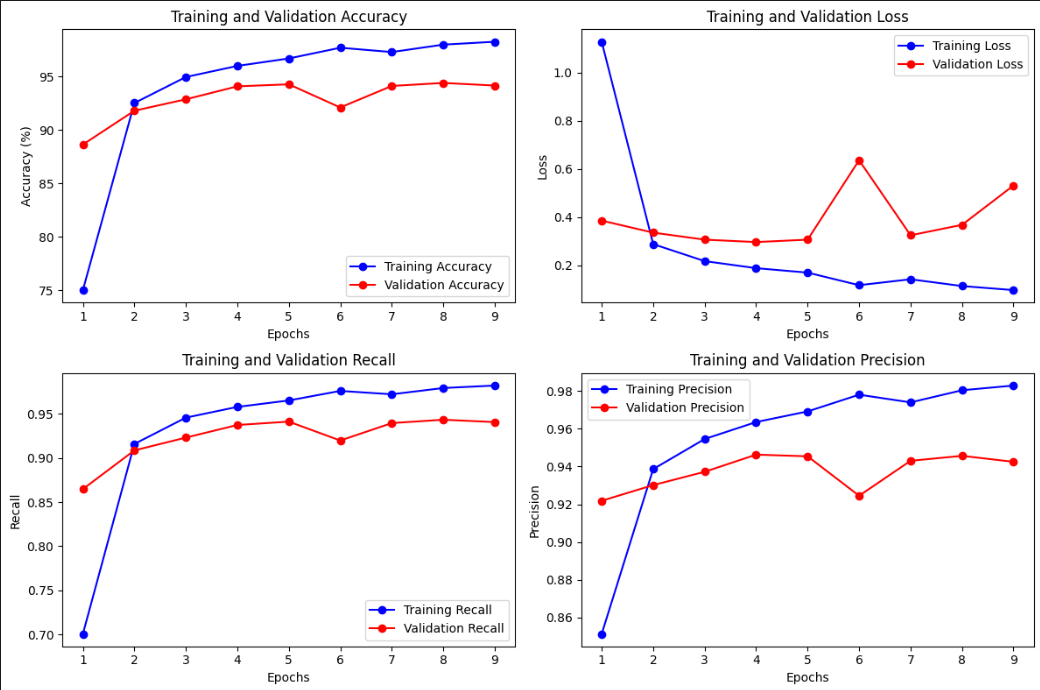 Training and Validation Accuracy
Accuracy (%)
95
90
85
80
75
Training Accuracy
Validation Accuracy
1 2 3 4 5 6 7 8 9
Epochs
Training and Validation Loss
Loss
1.0
0.8
0.6
0.4
0.2
Training Loss
Validation Loss
1 2 3 4 5 6 7 8 9
Epochs
Training and Validation Recall
Recall
0.95
0.90
0.85
0.80
0.75
0.70
Training Recall
Validation Recall
1 2 3 4 5 6 7 8 9
Epochs
Training and Validation Precision
Precision
0.98
0.96
0.94
0.92
0.90
0.88
0.86
Training Precision
Validation Precision
1 2 3 4 5 6 7 8 9
Epochs